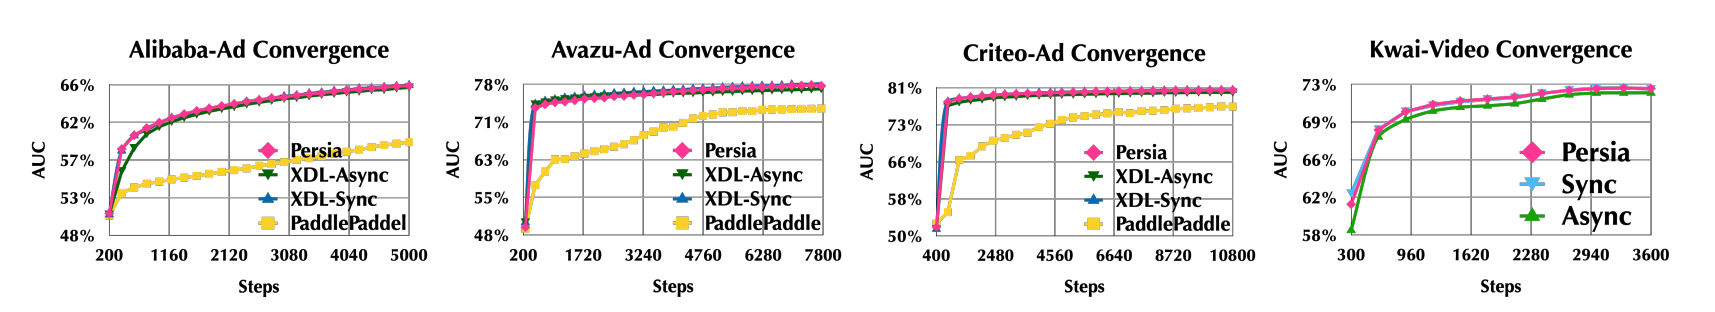 Alibaba-Ad Convergence
AUC
66%
62%
57%
53%
48%
Persia
XDL-Async
XDL-Sync
PaddlePaddel
200 1160 2120 3080 4040 5000
Steps
Avazu-Ad Convergence
AUC
78%
71%
63%
55%
48%
Persia
XDL-Async
XDL-Sync
PaddlePaddle
200 1720 3240 4760 6280 7800
Steps
Criteo-Ad Convergence
AUC
81%
73%
66%
58%
50%
Persia
XDL-Async
XDL-Sync
PaddlePaddle
400 2480 4560 6640 8720 10800
Steps
Kwai-Video Convergence
AUC
73%
69%
66%
62%
58%
Persia
Sync
Async
300 960 1620 2280 2940 3600
Steps